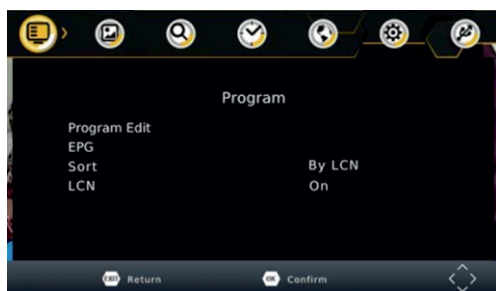 Program
Program Edit
EPG
Sort By LCN
LCN On
EXIT Return OK Confirm